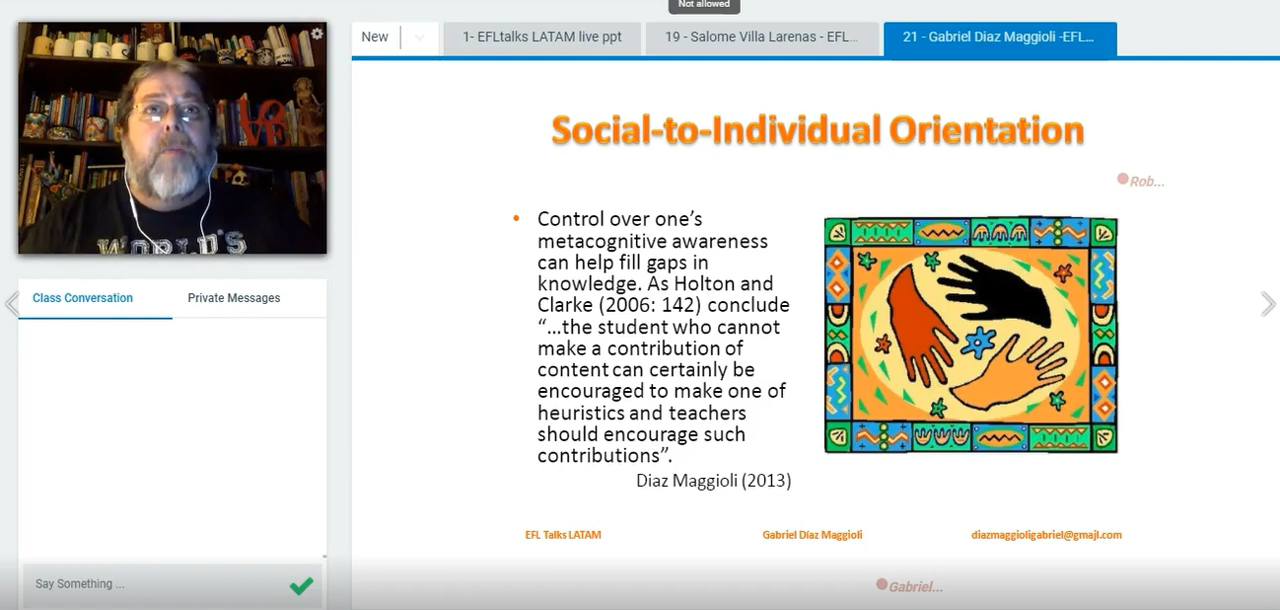 Not allowed
New
1- EFLtalks LATAM live ppt
19 - Salome Villa Larenas - EFL...
21 - Gabriel Diaz Maggioli -EFL...
LOVE
WORLD'S
Social-to-Individual Orientation
Rob...
• Control over one's
metacognitive awareness
can help fill gaps in
knowledge. As Holton and
Clarke (2006: 142) conclude
“...the student who cannot
make a contribution of
content can certainly be
encouraged to make one of
heuristics and teachers
should encourage such
contributions”.
Diaz Maggioli (2013)
EFL Talks LATAM
Gabriel Díaz Maggioli
diazmaggioligabriel@gmajl.com
Gabriel...
Class Conversation
Private Messages
Say Something ...